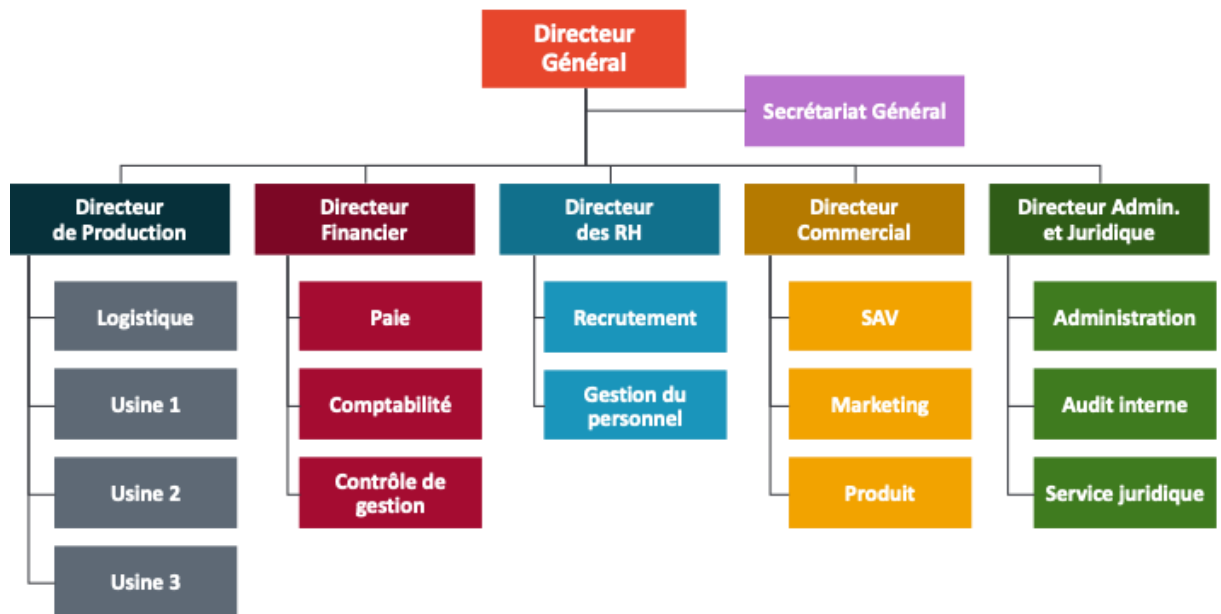 Directeur
Général
Secrétariat Général
Directeur
de Production
Directeur
Financier
Directeur
des RH
Directeur
Commercial
Directeur Admin.
et Juridique
Logistique
Usine 1
Usine 2
Usine 3
Paie
Comptabilité
Contrôle de
gestion
Recrutement
Gestion du
personnel
SAV
Marketing
Produit
Administration
Audit interne
Service juridique